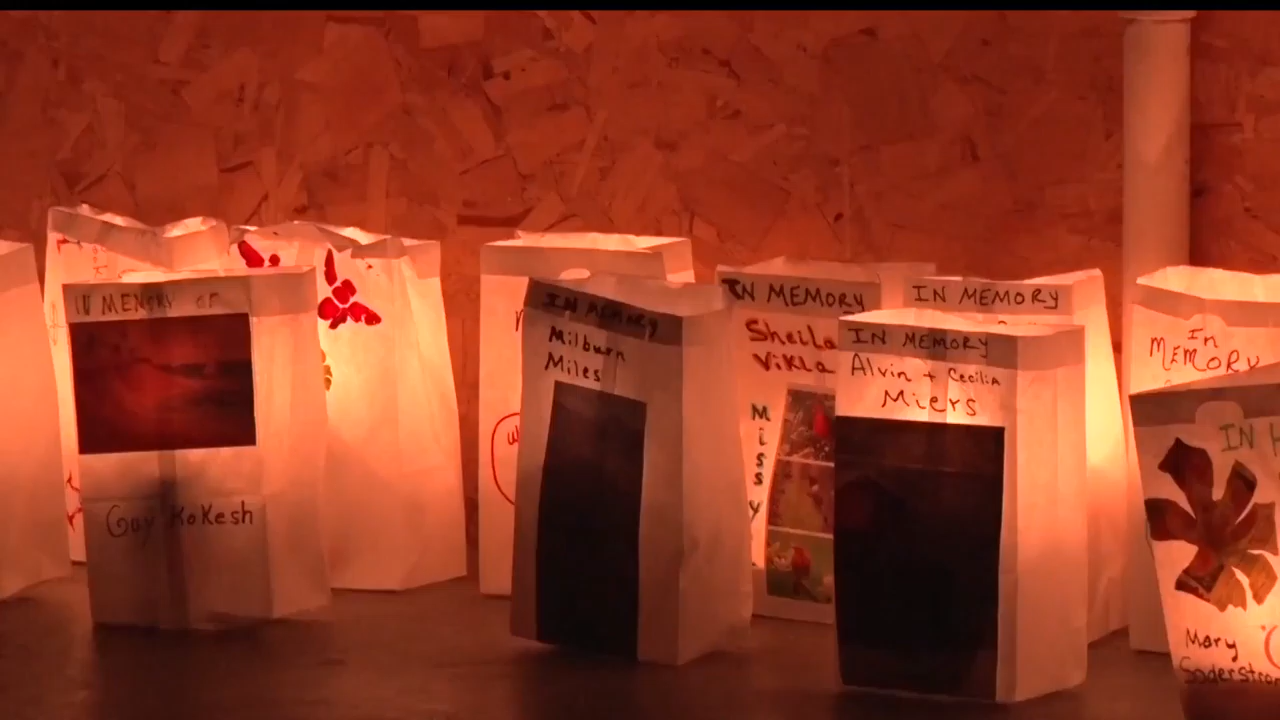 IN MEMORY OF
Guy KoKesh
IN MEMORY
Milburn
Miles
IN MEMORY
Sheila
Vikla
Missy
IN MEMORY
IN MEMORY
Alvin + Cecilia
Miers
In
MEMORY
IN
Mary